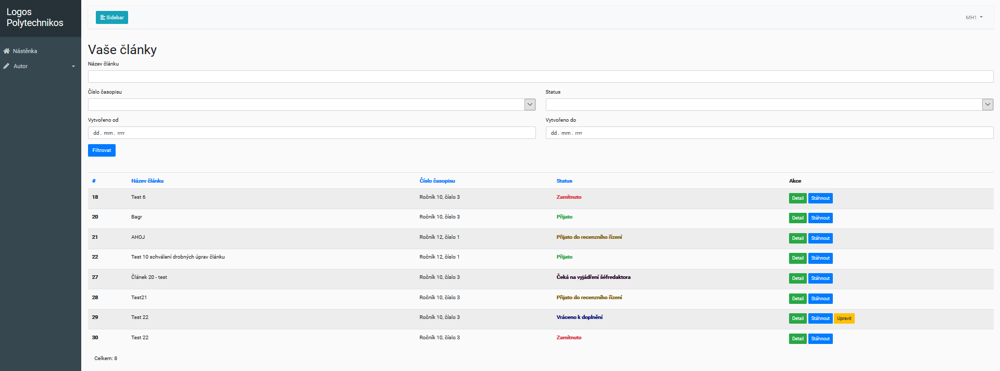 Logos
Polytechnikos
Sidebar
MH1
Nástěnka
Autor
Vaše články
Název článku
Číslo časopisu Status
Vytvořeno od Vytvořeno do
dd. mm. rrrr dd. mm. rrrr
Filtrovat
# Název článku Číslo časopisu Status Akce
18 Test 6 Ročník 10, číslo 3 Zamítnuto Detail Stáhnout
20 Bagr Ročník 10, číslo 3 Přijato Detail Stáhnout
21 AHOJ Ročník 12, číslo 1 Přijato do recenzního řízení Detail Stáhnout
22 Test 10 schválení drobných úprav článku Ročník 12, číslo 1 Přijato Detail Stáhnout
27 Článek 20 - test Ročník 10, číslo 3 Čeká na vyjádření šéfredaktora Detail Stáhnout
28 Test21 Ročník 10, číslo 3 Přijato do recenzního řízení Detail Stáhnout
29 Test 22 Ročník 10, číslo 3 Vráceno k doplnění Detail Stáhnout Upravit
30 Test 22 Ročník 10, číslo 3 Zamítnuto Detail Stáhnout
Celkem: 8